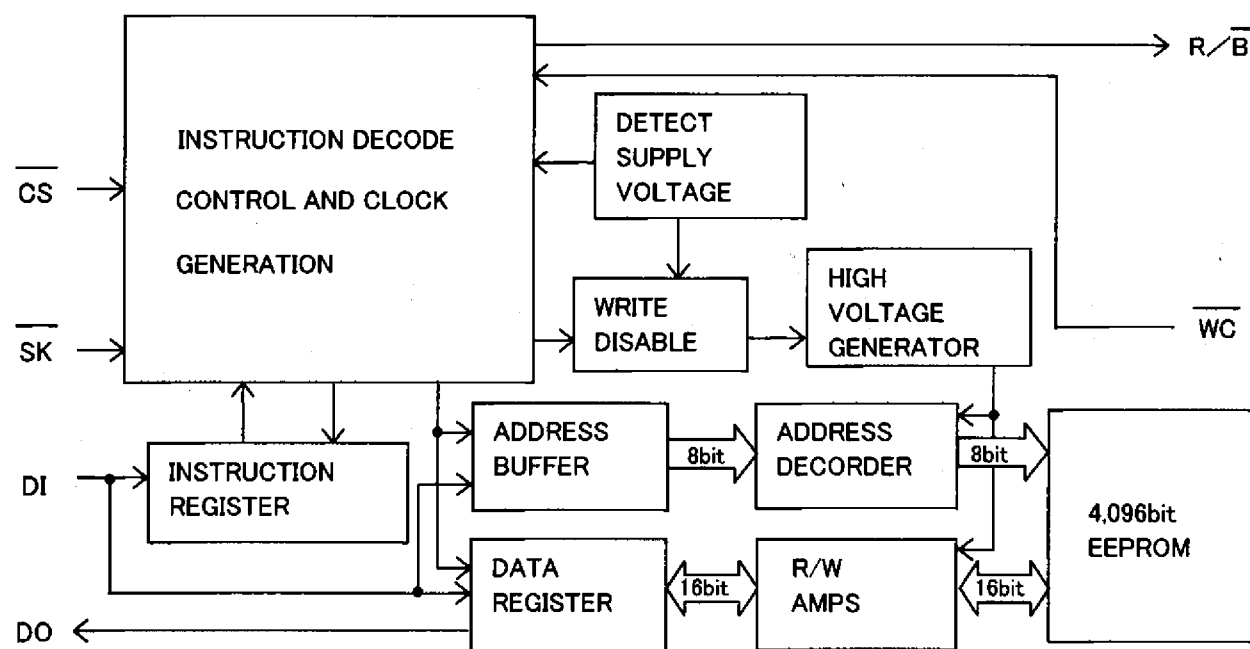 R/B
INSTRUCTION DECODE
CONTROL AND CLOCK
GENERATION
DETECT
SUPPLY
VOLTAGE
CS
SK
WRITE
DISABLE
HIGH
VOLTAGE
GENERATOR
WC
DI
INSTRUCTION
REGISTER
ADDRESS
BUFFER
8bit
ADDRESS
DECORDER
8bit
4,096bit
EEPROM
DATA
REGISTER
16bit
R/W
AMPS
16bit
DO